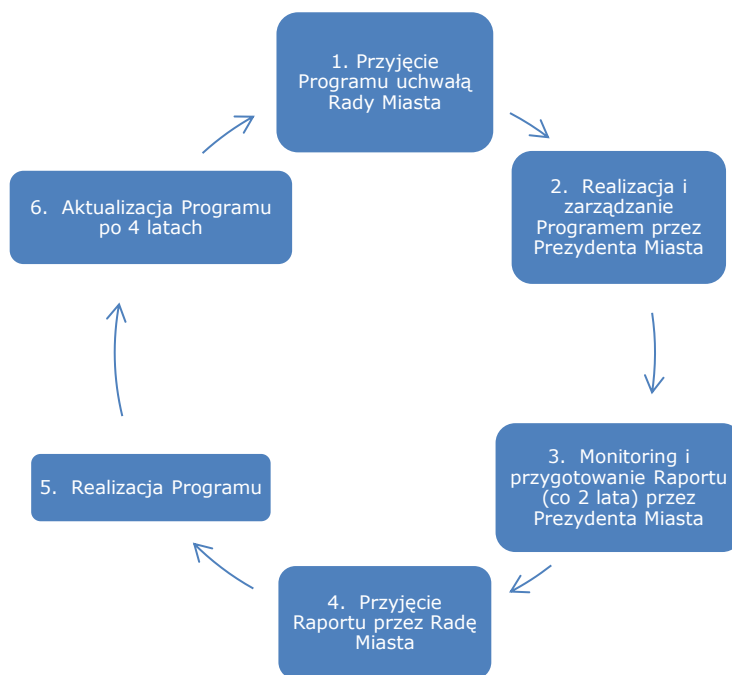 1. Przyjęcie
Programu uchwałą
Rady Miasta
2. Realizacja i
zarządzanie
Programem przez
Prezydenta Miasta
3. Monitoring i
przygotowanie Raportu
(co 2 lata) przez
Prezydenta Miasta
4. Przyjęcie
Raportu przez Radę
Miasta
5. Realizacja Programu
6. Aktualizacja Programu
po 4 latach